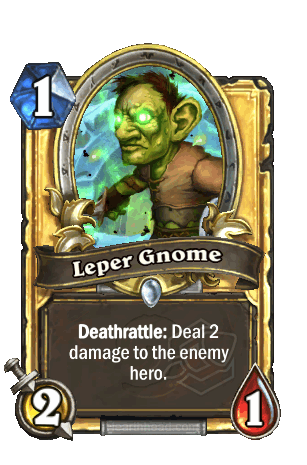 1
Leper Gnome
Deathrattle: Deal 2
damage to the enemy
hero.
2
1